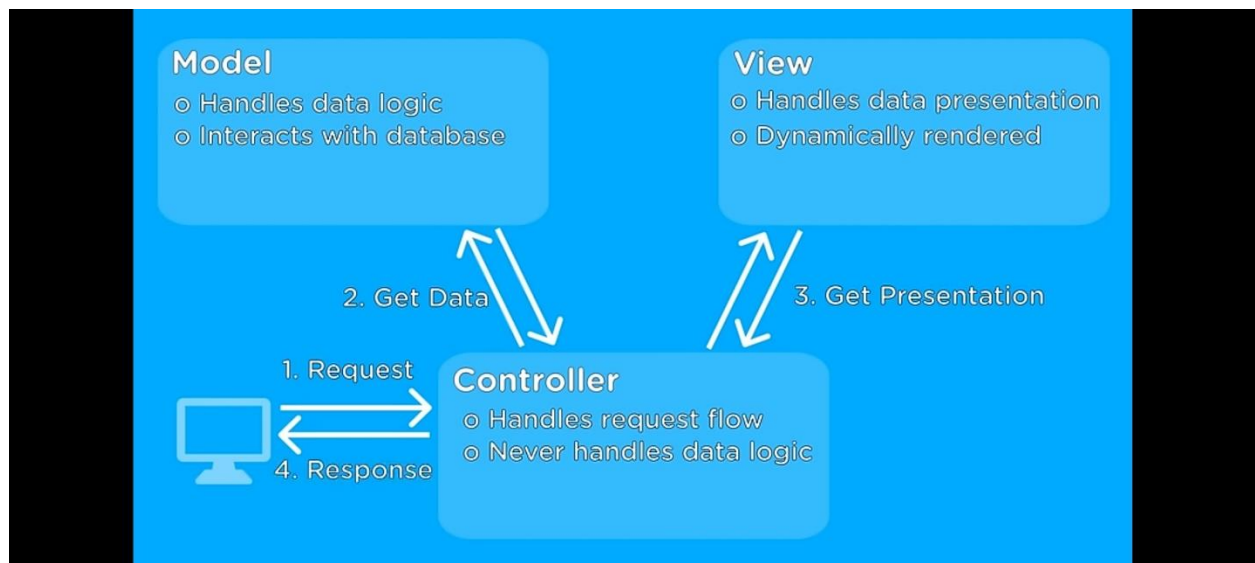 Model
o Handles data logic
o Interacts with database
View
o Handles data presentation
o Dynamically rendered
2. Get Data
3. Get Presentation
1. Request
4. Response
Controller
o Handles request flow
o Never handles data logic